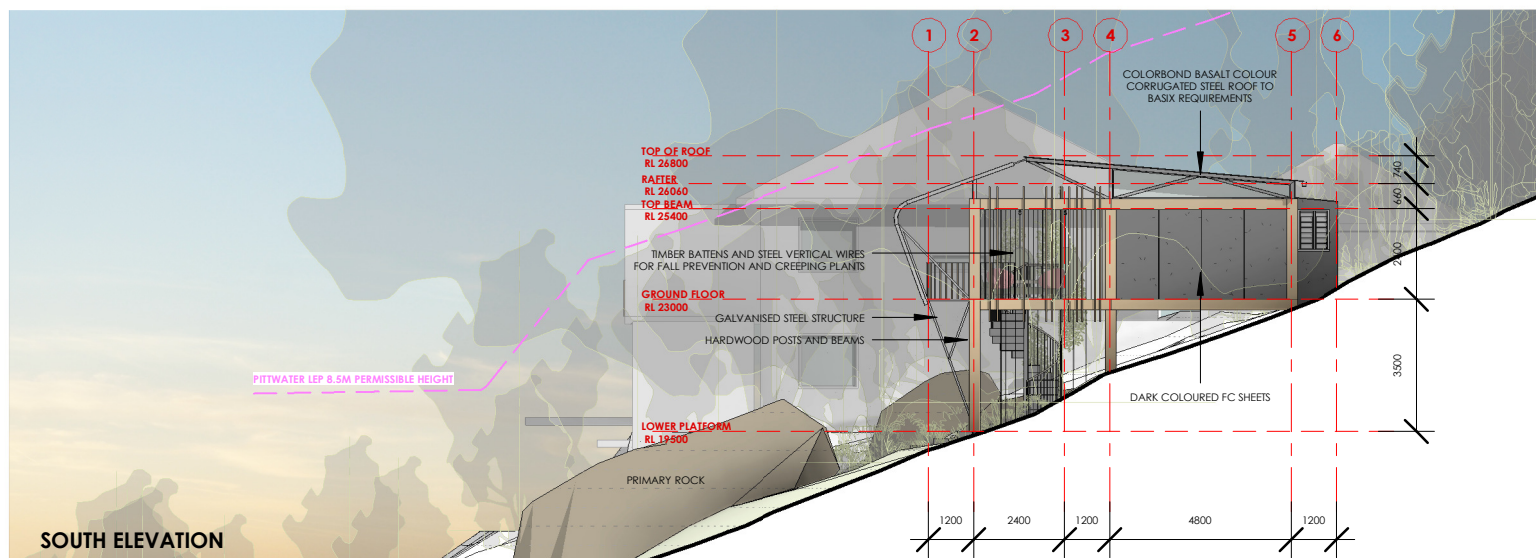 1
2
3
4
5
6
COLORBOND BASALT COLOUR
CORRUGATED STEEL ROOF TO
BASIX REQUIREMENTS
TOP OF ROOF
RL 26800
740
RAFTER
RL 26060
660
TOP BEAM
RL 25400
TIMBER BATTENS AND STEEL VERTICAL WIRES
FOR FALL PREVENTION AND CREEPING PLANTS
2400
GROUND FLOOR
RL 23000
GALVANISED STEEL STRUCTURE
HARDWOOD POSTS AND BEAMS
3500
PITTWATER LEP 8.5M PERMISSIBLE HEIGHT
DARK COLOURED FC SHEETS
LOWER PLATFORM
RL 19500
PRIMARY ROCK
1200
2400
1200
4800
1200
SOUTH ELEVATION